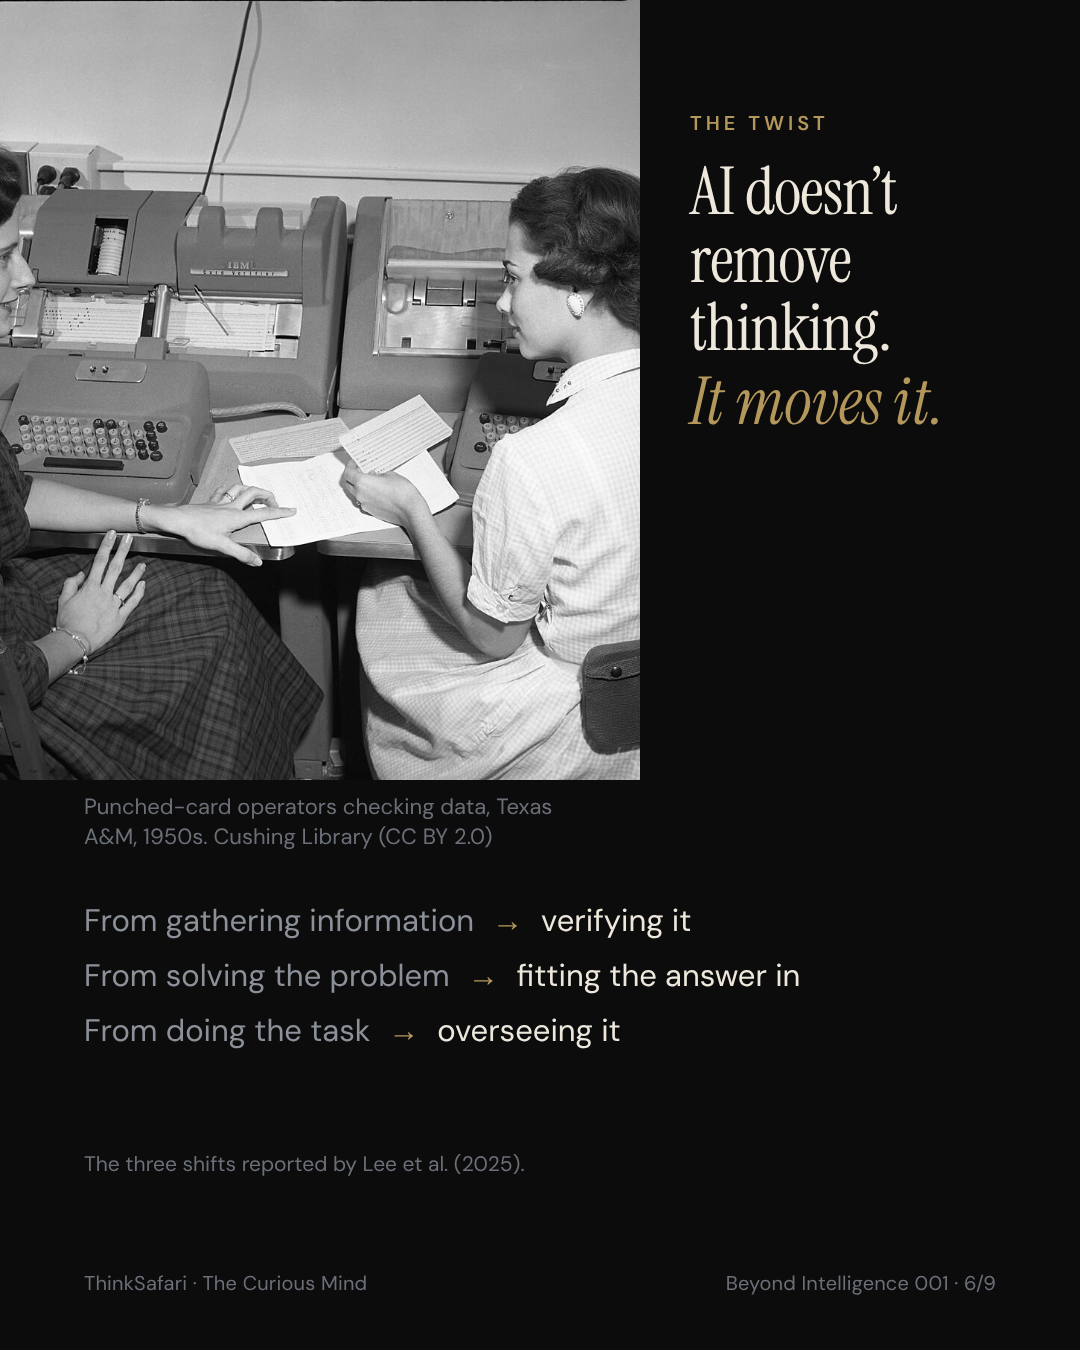 IBM
THE TWIST
AI doesn’t
remove
thinking.
It moves it.
Punched-card operators checking data, Texas
A&M, 1950s. Cushing Library (CC BY 2.0)
From gathering information → verifying it
From solving the problem → fitting the answer in
From doing the task → overseeing it
The three shifts reported by Lee et al. (2025).
ThinkSafari · The Curious Mind
Beyond Intelligence 001 · 6/9